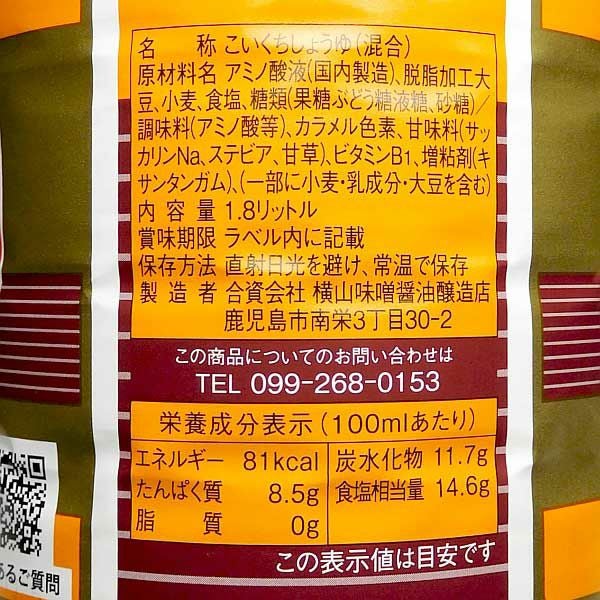 名称 こいくちしょうゆ(混合)
原材料名 アミノ酸液(国内製造)、脱脂加工大
豆、小麦、食塩、糖類(果糖ぶどう糖液糖、砂糖)／
調味料(アミノ酸等)、カラメル色素、甘味料(サッ
カリンNa、ステビア、甘草)、ビタミンB1、増粘剤(キ
サンタンガム)、(一部に小麦・乳成分・大豆を含む)
内容量 1.8リットル
賞味期限 ラベル内に記載
保存方法 直射日光を避け、常温で保存
製造者 合資会社 横山味噌醤油醸造店
鹿児島市南栄3丁目30-2
この商品についてのお問い合わせは
TEL 099-268-0153
栄養成分表示(100mlあたり)
エネルギー 81kcal 炭水化物 11.7g
たんぱく質 8.5g 食塩相当量 14.6g
脂質 0g
この表示値は目安です
あるご質問